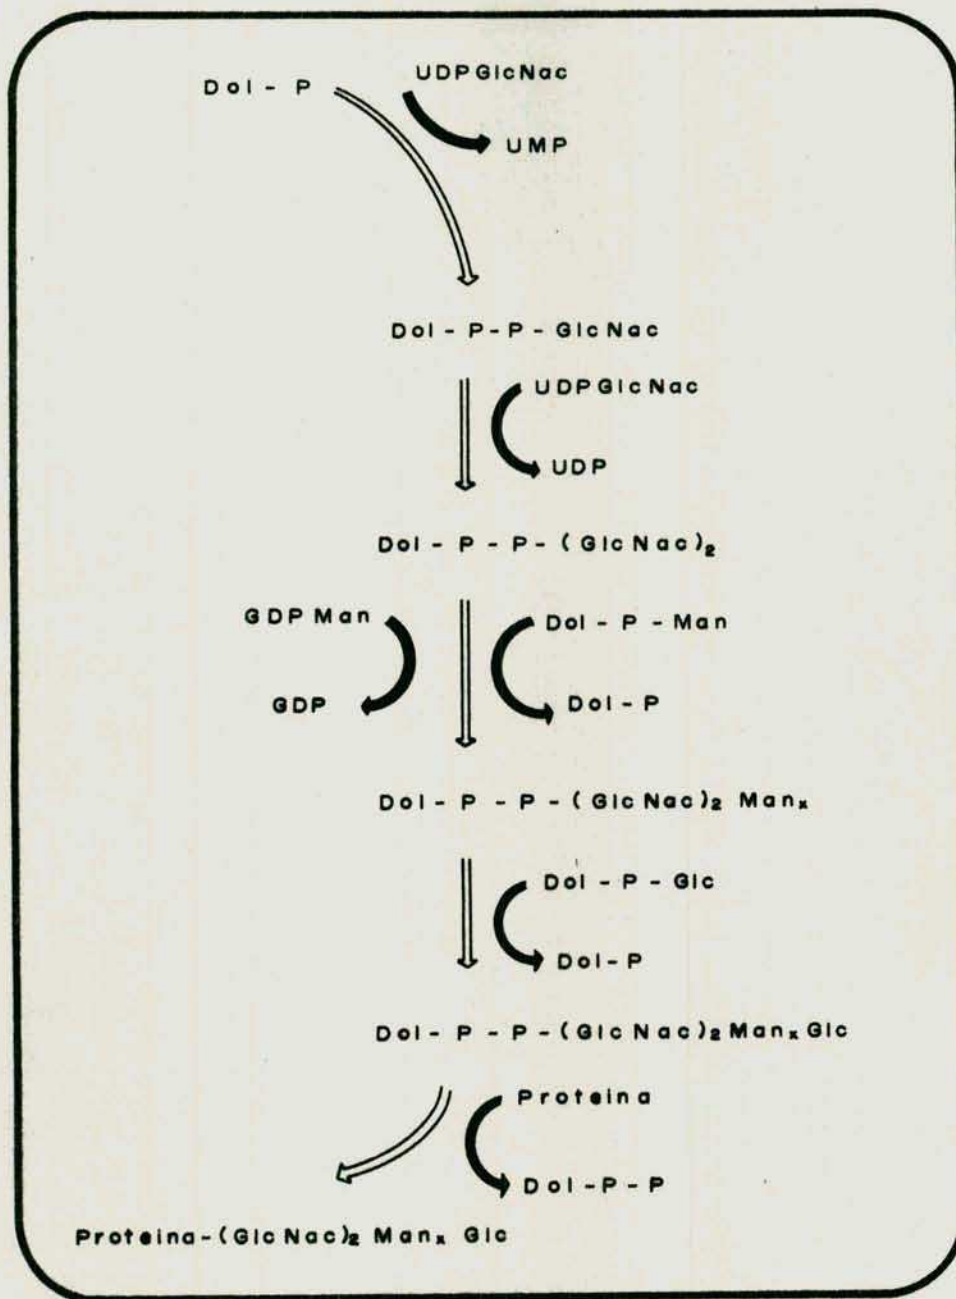 Dol - P
UDPGlcNac
UMP
Dol - P - P - GlcNac
UDPGlcNac
UDP
Dol - P - P - (GlcNac)₂
GDPMan
Dol - P - Man
GDP
Dol - P
Dol - P - P - (GlcNac)₂ Manₓ
Dol - P - Glc
Dol - P
Dol - P - P - (GlcNac)₂ Manₓ Glc
Proteina
Dol - P - P
Proteina - (GlcNac)₂ Manₓ Glc